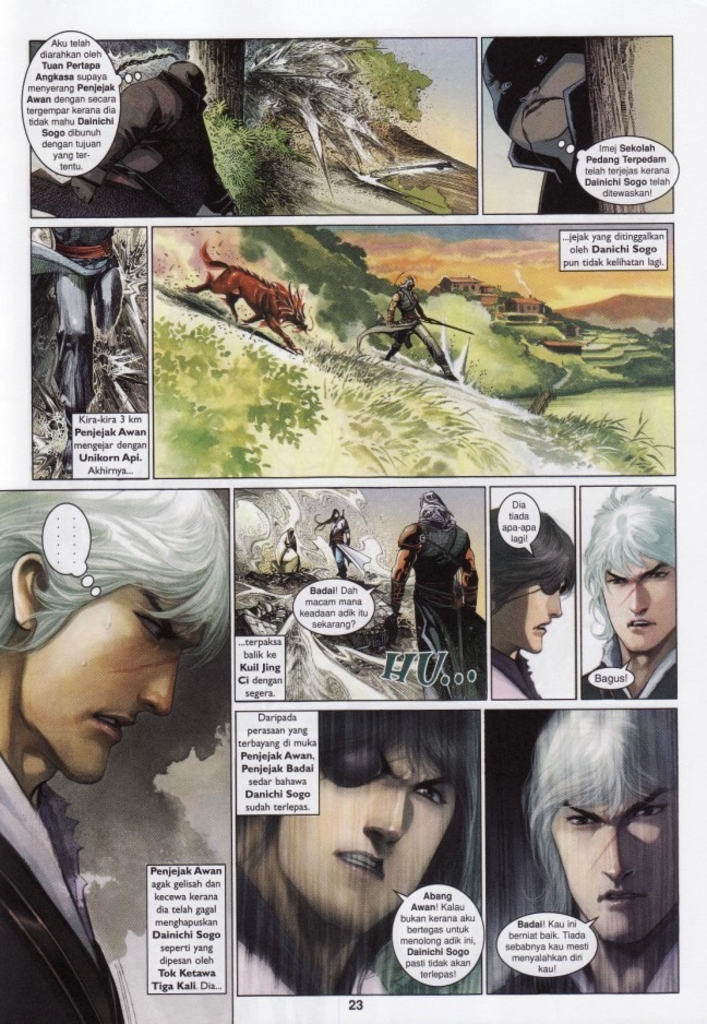 Aku telah
diarahkan oleh
Tuan Pertapa
Angkasa supaya
menyerang Penjejak
Awan dengan secara
tergempar kerana dia
tidak mahu Dainichi
Sogo dibunuh
dengan tujuan
yang ter-
tentu.
Imej Sekolah
Pedang Terpedam
telah terjejas kerana
Dainichi Sogo telah
ditewaskan!
Kira-kira 3 km
Penjejak Awan
mengejar dengan
Unikorn Api.
Akhirnya...
...jejak yang ditinggalkan
oleh Danichi Sogo
pun tidak kelihatan lagi.
. . . .
. . . .
Penjejak Awan
agak gelisah dan
kecewa kerana
dia telah gagal
menghapuskan
Dainichi Sogo
seperti yang
dipesan oleh
Tok Ketawa
Tiga Kali. Dia...
...terpaksa
balik ke
Kuil Jing
Ci dengan
segera.
Badai! Dah
macam mana
keadaan adik itu
sekarang?
HU...
Dia
tiada
apa-apa
lagi!
Bagus!
Daripada
perasaan yang
terbayang di muka
Penjejak Awan,
Penjejak Badai
sedar bahawa
Danichi Sogo
sudah terlepas.
Abang
Awan! Kalau
bukan kerana aku
bertegas untuk
menolong adik ini,
Dainichi Sogo
pasti tidak akan
terlepas!
Badai! Kau ini
berniat baik. Tiada
sebabnya kau mesti
menyalahkan diri
kau!
23